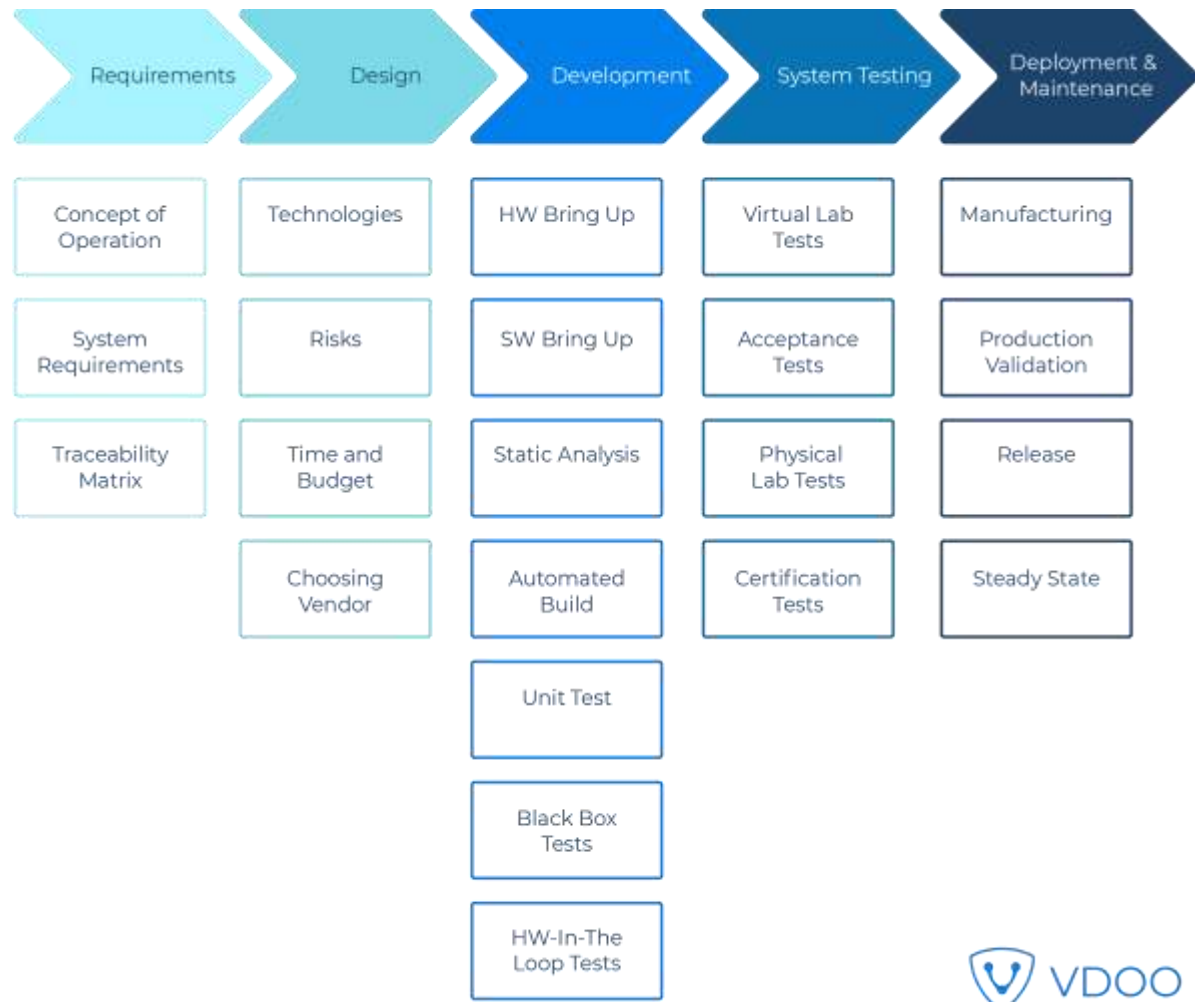 Requirements
Design
Development
System Testing
Deployment &
Maintenance
Concept of
Operation
System
Requirements
Traceability
Matrix
Technologies
Risks
Time and
Budget
Choosing
Vendor
HW Bring Up
SW Bring Up
Static Analysis
Automated
Build
Unit Test
Black Box
Tests
HW-In-The
Loop Tests
Virtual Lab
Tests
Acceptance
Tests
Physical
Lab Tests
Certification
Tests
Manufacturing
Production
Validation
Release
Steady State
VDOO